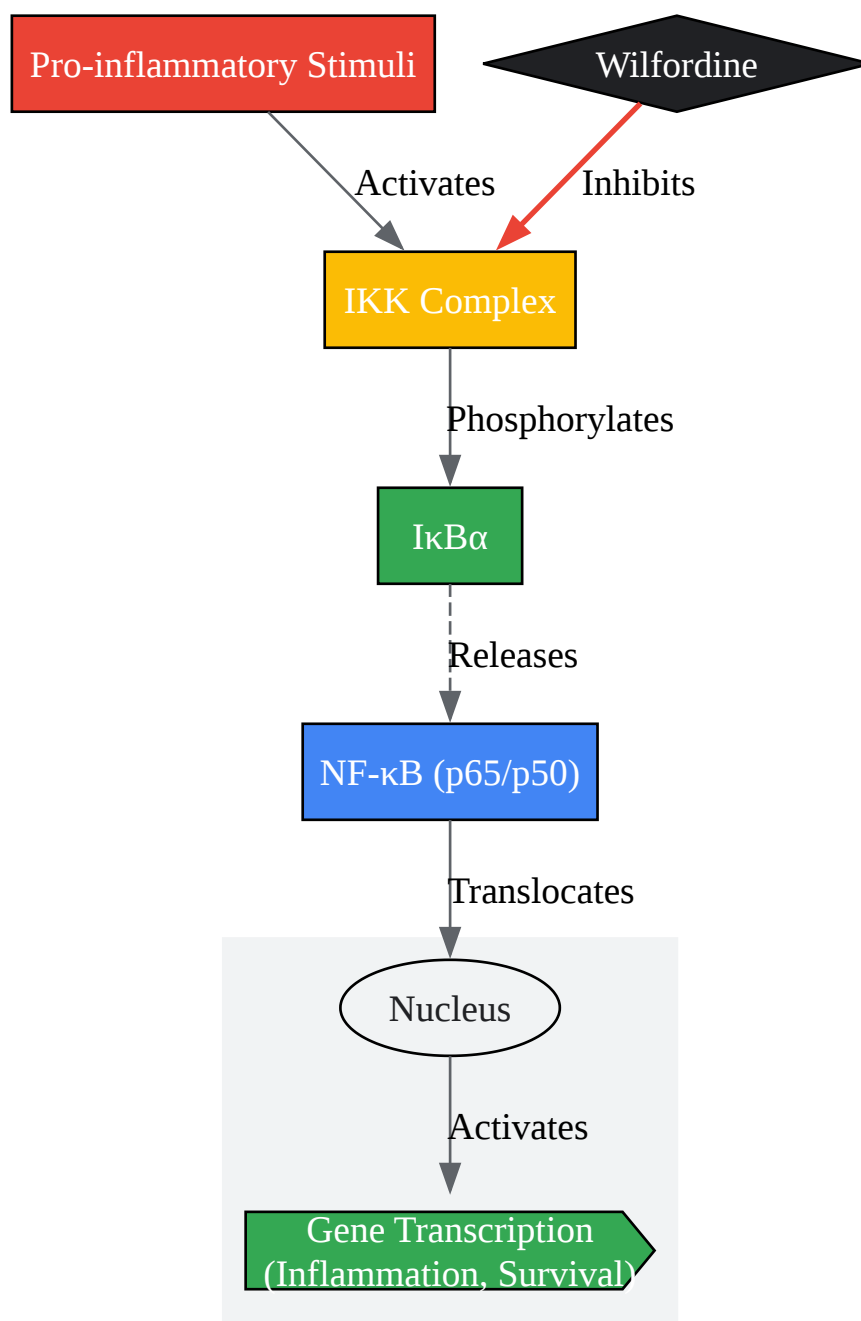 Pro-inflammatory Stimuli
Wilfordine
Activates
Inhibits
IKK Complex
Phosphorylates
IκBα
Releases
NF-κB (p65/p50)
Translocates
Nucleus
Activates
Gene Transcription
(Inflammation, Survival)